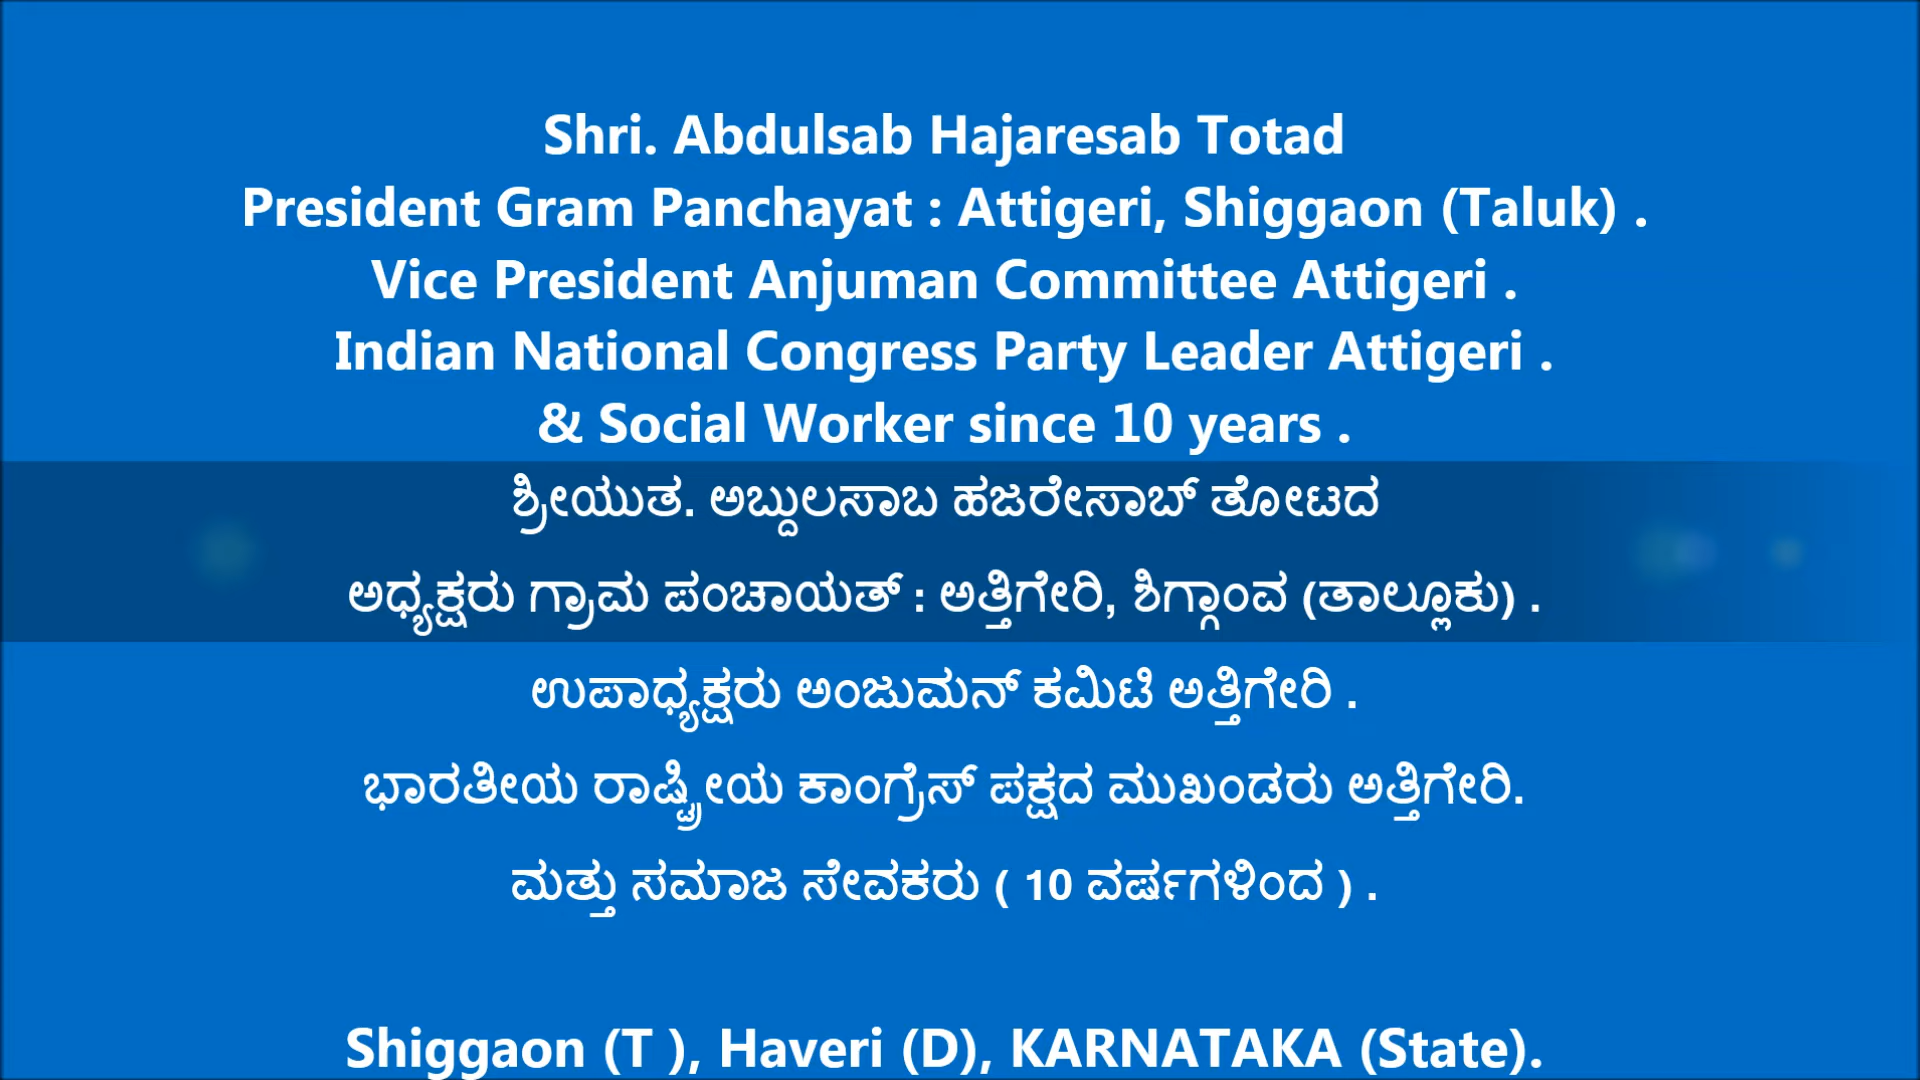 Shri. Abdulsab Hajaresab Totad
President Gram Panchayat : Attigeri, Shiggaon (Taluk) .
Vice President Anjuman Committee Attigeri .
Indian National Congress Party Leader Attigeri .
& Social Worker since 10 years .
ಶ್ರೀಯುತ. ಅಬ್ದುಲಸಾಬ ಹಜರೇಸಾಬ್ ತೋಟದ
ಅಧ್ಯಕ್ಷರು ಗ್ರಾಮ ಪಂಚಾಯತ್ : ಅತ್ತಿಗೇರಿ, ಶಿಗ್ಗಾಂವ (ತಾಲ್ಲೂಕು) .
ಉಪಾಧ್ಯಕ್ಷರು ಅಂಜುಮನ್ ಕಮಿಟಿ ಅತ್ತಿಗೇರಿ .
ಭಾರತೀಯ ರಾಷ್ಟ್ರೀಯ ಕಾಂಗ್ರೆಸ್ ಪಕ್ಷದ ಮುಖಂಡರು ಅತ್ತಿಗೇರಿ.
ಮತ್ತು ಸಮಾಜ ಸೇವಕರು ( 10 ವರ್ಷಗಳಿಂದ ) .
Shiggaon (T ), Haveri (D), KARNATAKA (State).